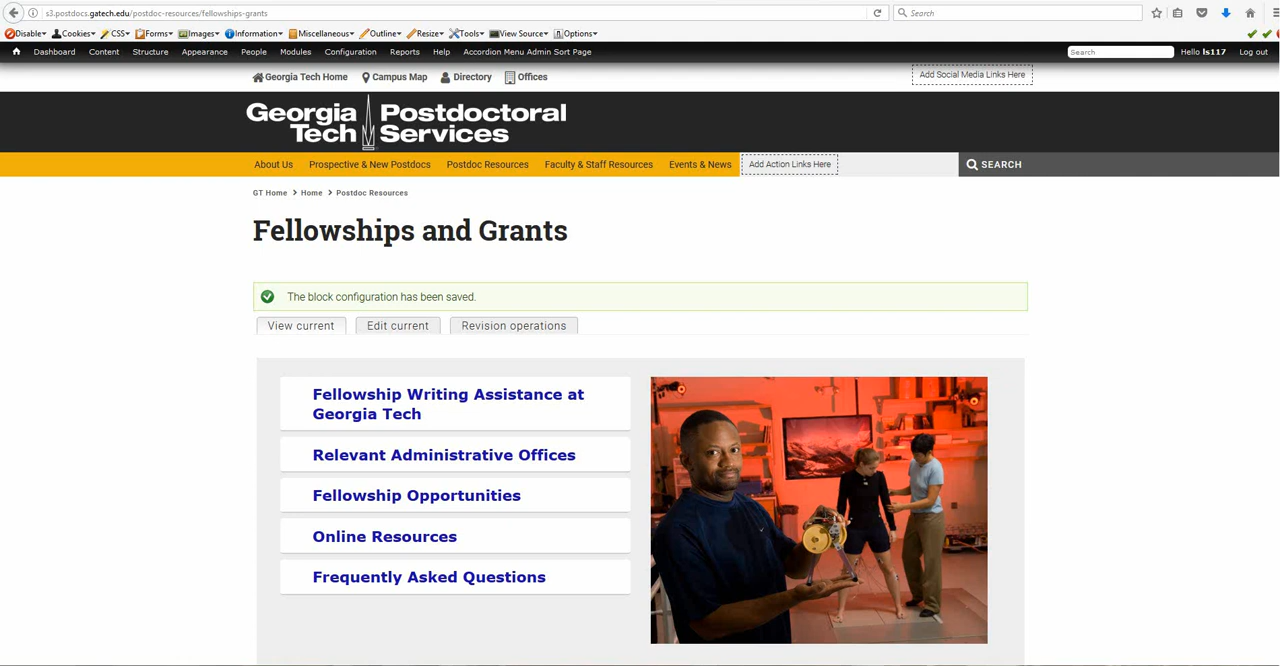 s3.postdocs.gatech.edu/postdoc-resources/fellowships-grants Search
Disable Cookies CSS Forms Images Information Miscellaneous Outline Resize Tools View Source Options
Dashboard Content Structure Appearance People Modules Configuration Reports Help Accordion Menu Admin Sort Page Search Hello ls117 Log out
Georgia Tech Home Campus Map Directory Offices Add Social Media Links Here
Georgia Postdoctoral
Tech Services
About Us Prospective & New Postdocs Postdoc Resources Faculty & Staff Resources Events & News Add Action Links Here SEARCH
GT Home Home Postdoc Resources
Fellowships and Grants
The block configuration has been saved.
View current Edit current Revision operations
Fellowship Writing Assistance at
Georgia Tech
Relevant Administrative Offices
Fellowship Opportunities
Online Resources
Frequently Asked Questions